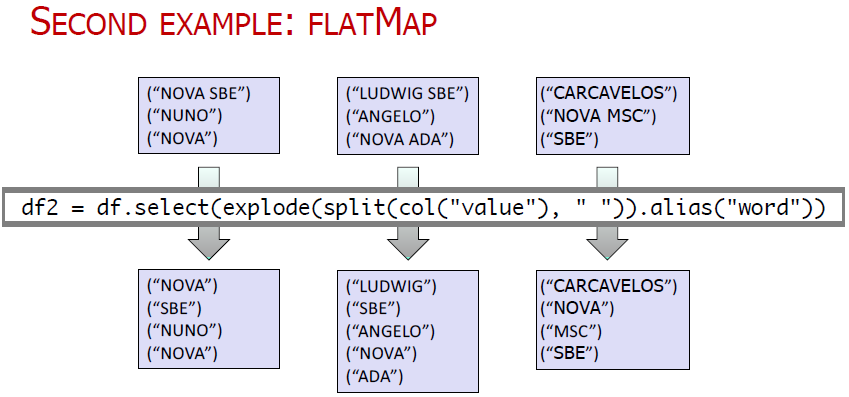 SECOND EXAMPLE: FLATMAP
(“NOVA SBE”)
(“NUNO”)
(“NOVA”)
(“LUDWIG SBE”)
(“ANGELO”)
(“NOVA ADA”)
(“CARCAVELOS”)
(“NOVA MSC”)
(“SBE”)
df2 = df.select(explode(split(col("value"), " ")).alias("word"))
(“NOVA”)
(“SBE”)
(“NUNO”)
(“NOVA”)
(“LUDWIG”)
(“SBE”)
(“ANGELO”)
(“NOVA”)
(“ADA”)
(“CARCAVELOS”)
(“NOVA”)
(“MSC”)
(“SBE”)